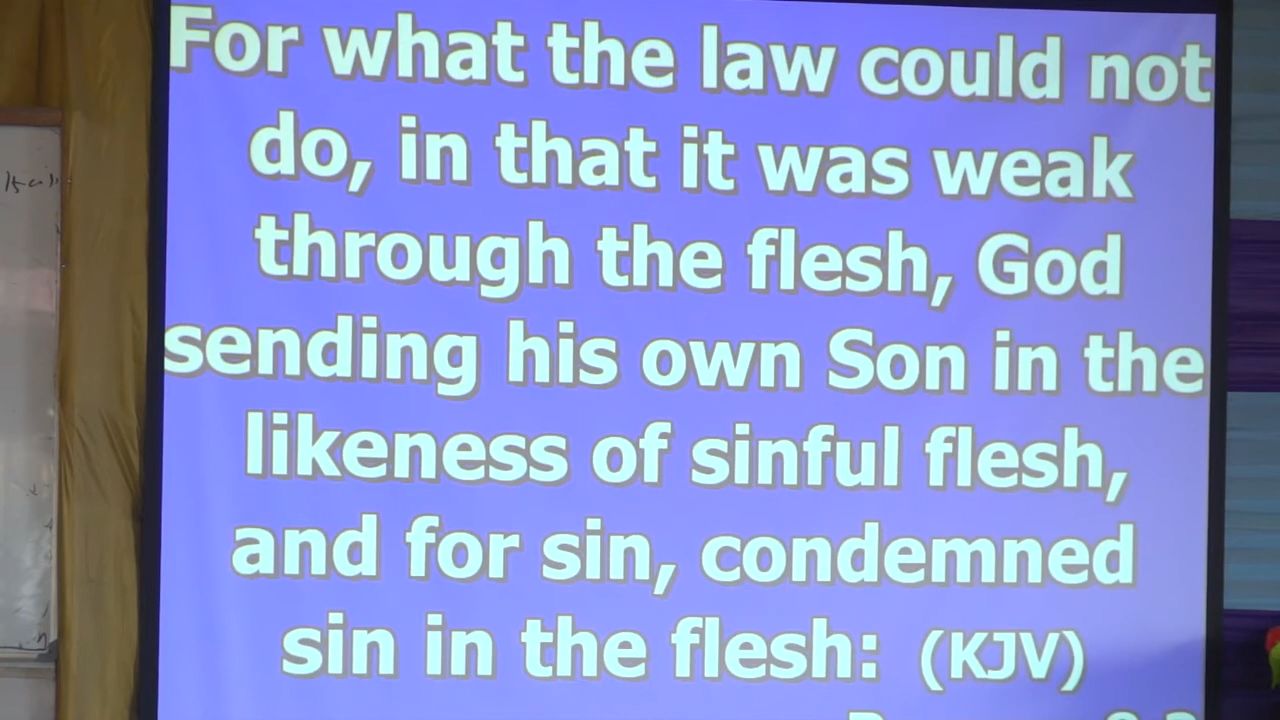 For what the law could not
do, in that it was weak
through the flesh, God
sending his own Son in the
likeness of sinful flesh,
and for sin, condemned
sin in the flesh: (KJV)